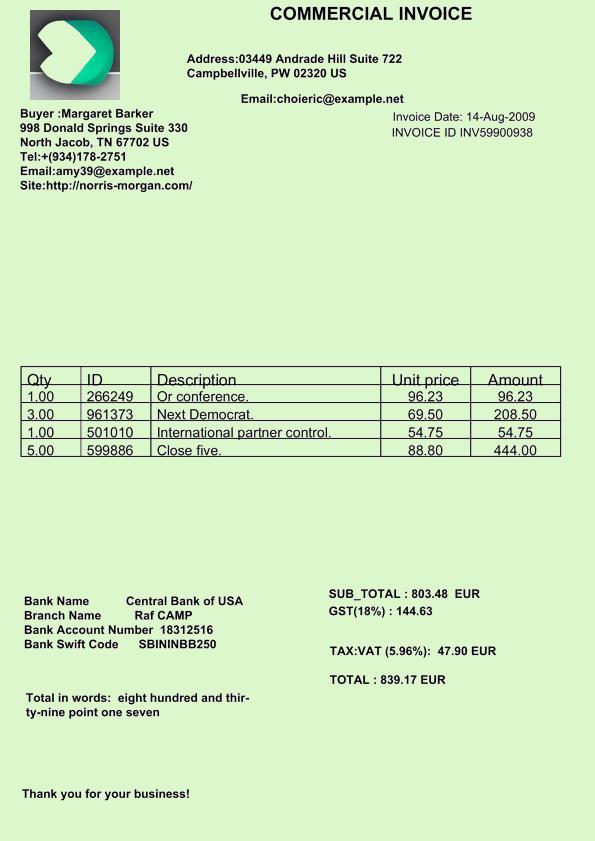 COMMERCIAL INVOICE
Address:03449 Andrade Hill Suite 722
Campbellville, PW 02320 US
Email:choieric@example.net
Buyer :Margaret Barker
998 Donald Springs Suite 330
North Jacob, TN 67702 US
Tel:+(934)178-2751
Email:amy39@example.net
Site:http://norris-morgan.com/
Invoice Date: 14-Aug-2009
INVOICE ID INV59900938
Qty ID Description Unit price Amount
1.00 266249 Or conference. 96.23 96.23
3.00 961373 Next Democrat. 69.50 208.50
1.00 501010 International partner control. 54.75 54.75
5.00 599886 Close five. 88.80 444.00
SUB_TOTAL : 803.48 EUR
GST(18%) : 144.63
TAX:VAT (5.96%): 47.90 EUR
TOTAL : 839.17 EUR
Bank Name Central Bank of USA
Branch Name Raf CAMP
Bank Account Number 18312516
Bank Swift Code SBININBB250
Total in words: eight hundred and thir-
ty-nine point one seven
Thank you for your business!